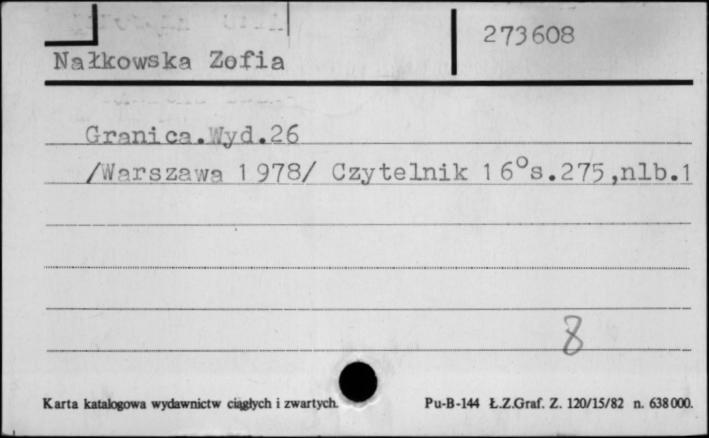 273608
Nałkowska Zofia
Granica.Wyd.26
/Warszawa 1978/ Czytelnik 16°s.275,nlb.1
8
Karta katalogowa wydawnictw ciągłych i zwartych.
Pu-B-144 Ł.Z.Graf. Z. 120/15/82 n. 638000.